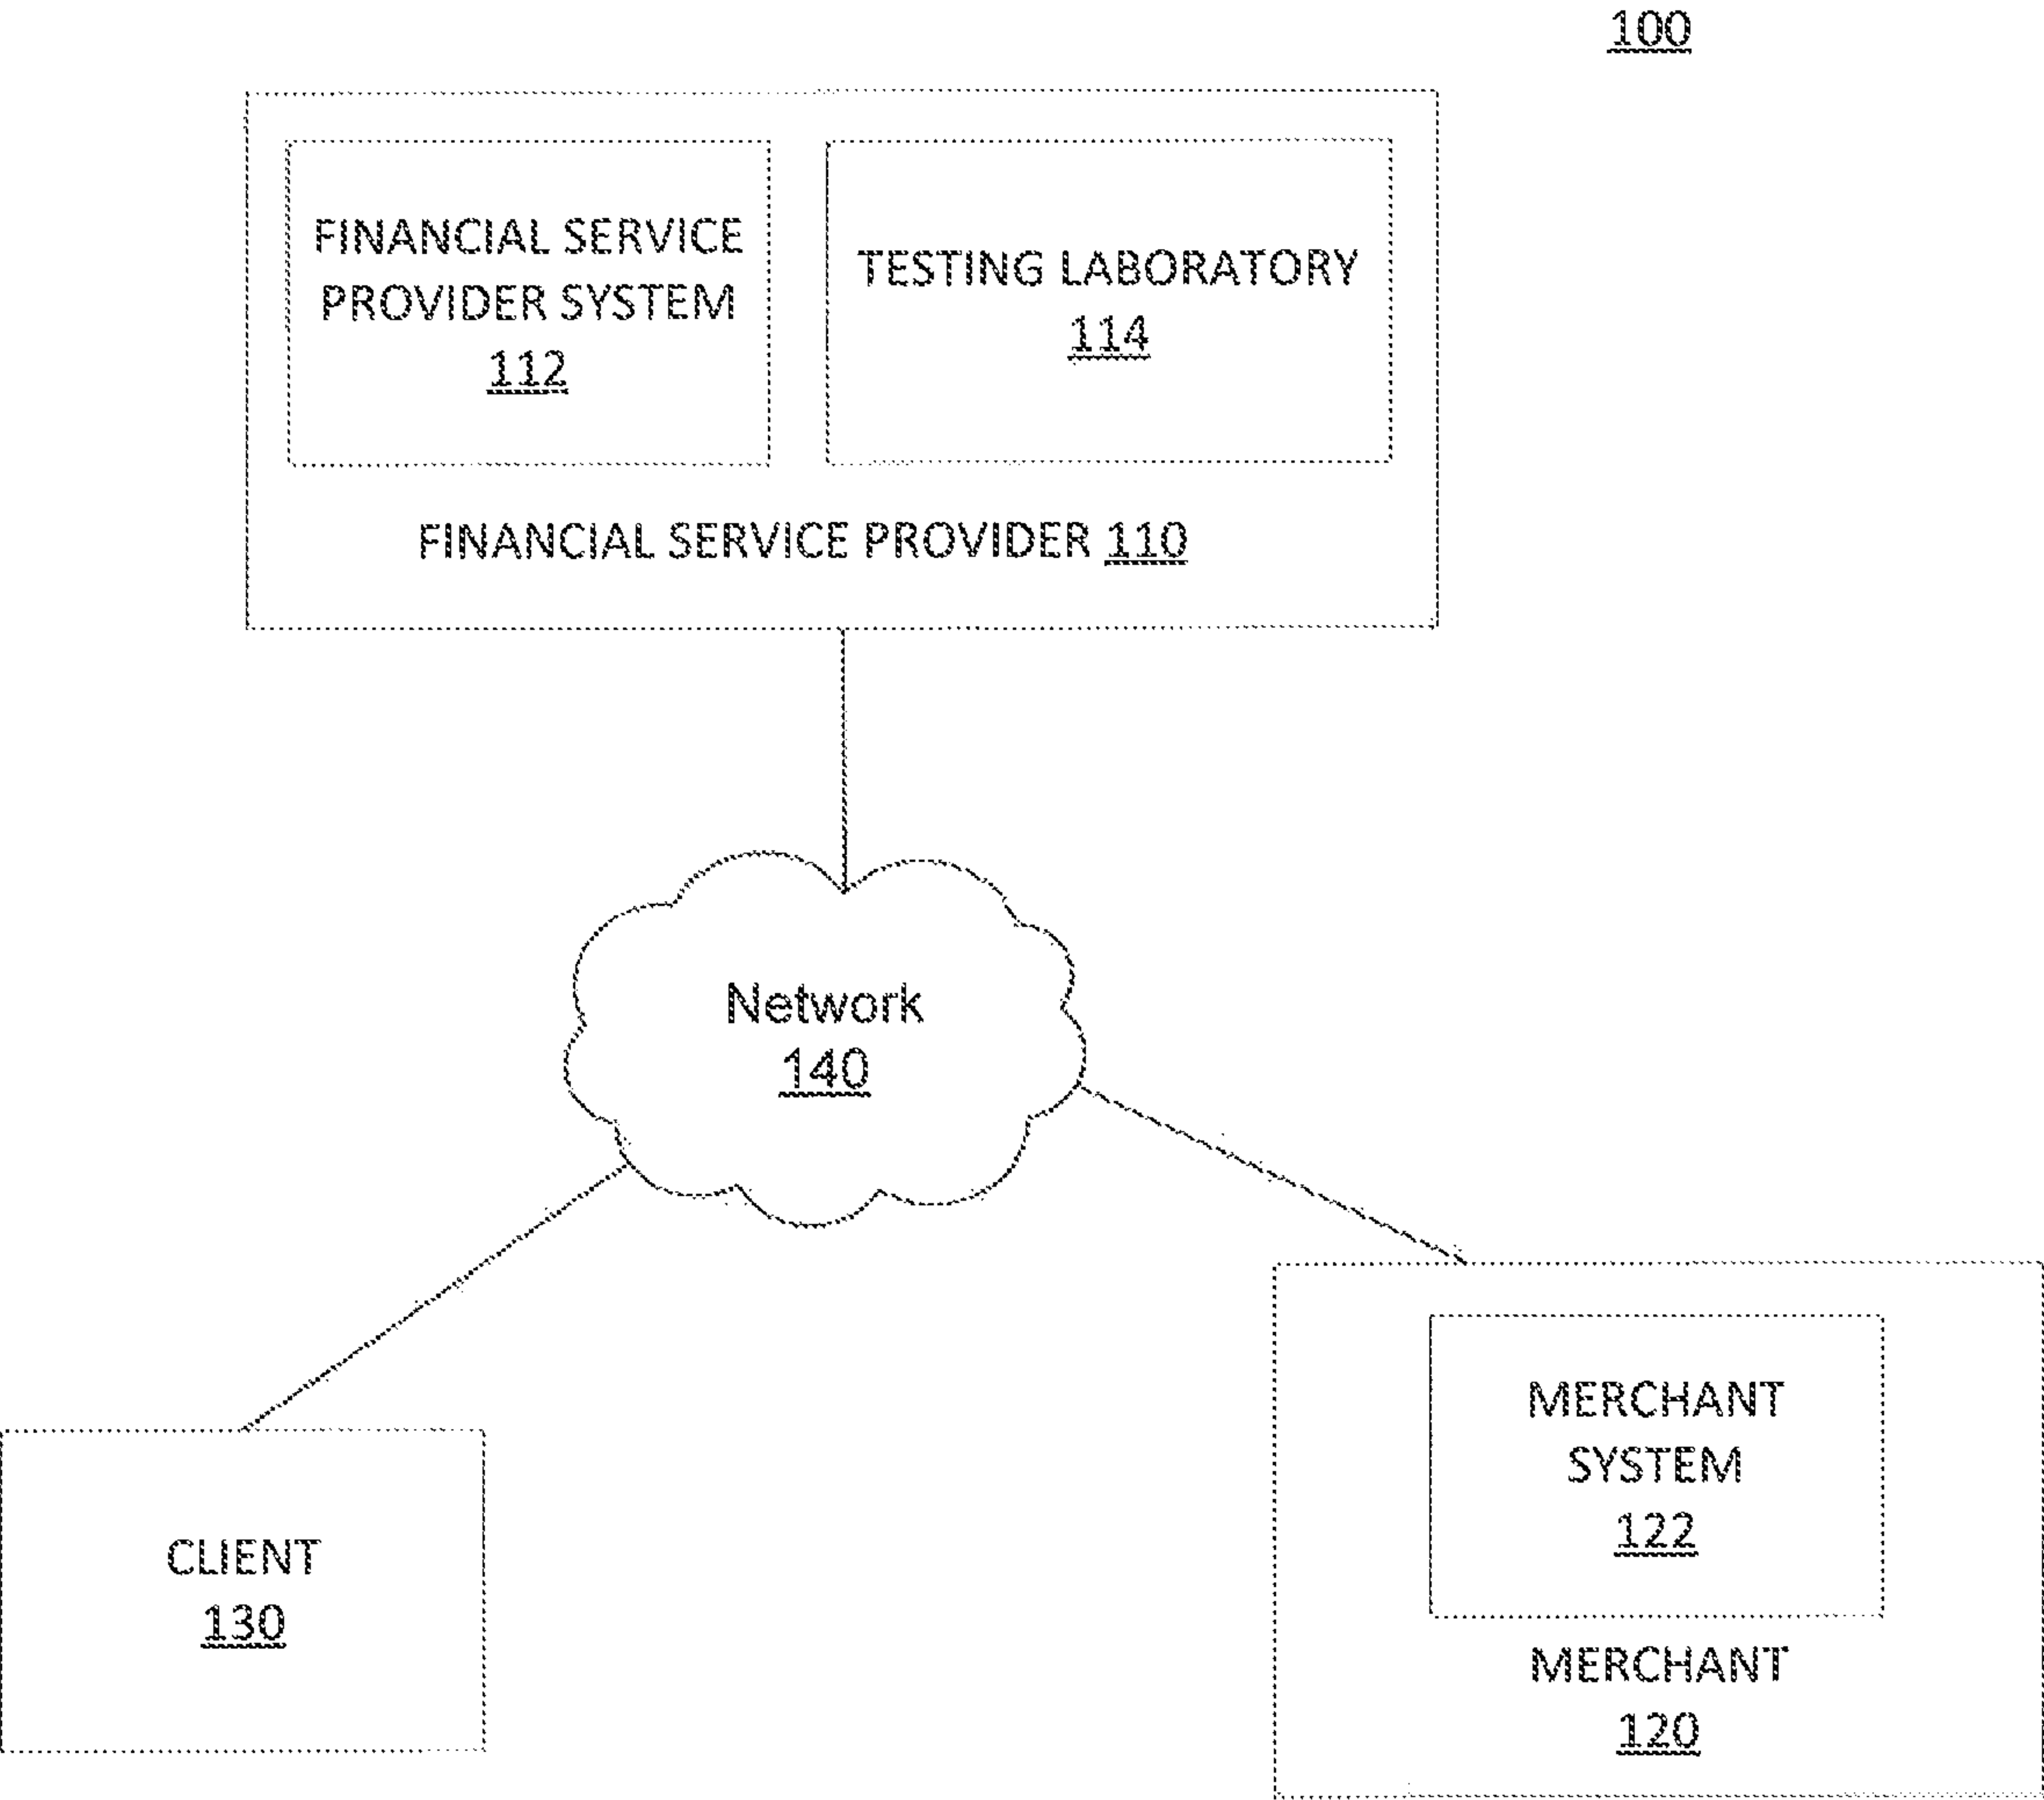 100
FINANCIAL SERVICE
PROVIDER SYSTEM
112
TESTING LABORATORY
114
FINANCIAL SERVICE PROVIDER 110
Network
140
CLIENT
130
MERCHANT
SYSTEM
122
MERCHANT
120